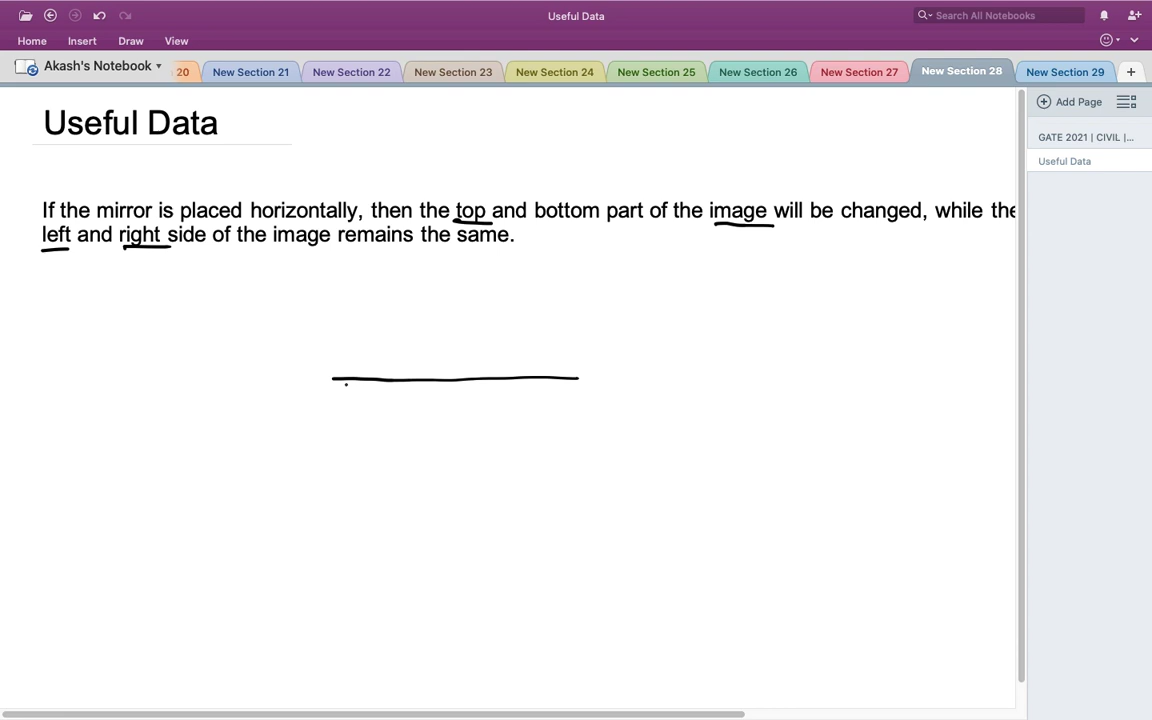 Useful Data
Search All Notebooks
Home Insert Draw View
Akash's Notebook
20 New Section 21 New Section 22 New Section 23 New Section 24 New Section 25 New Section 26 New Section 27 New Section 28 New Section 29
Add Page
GATE 2021 | CIVIL |...
Useful Data
Useful Data
If the mirror is placed horizontally, then the top and bottom part of the image will be changed, while the
left and right side of the image remains the same.